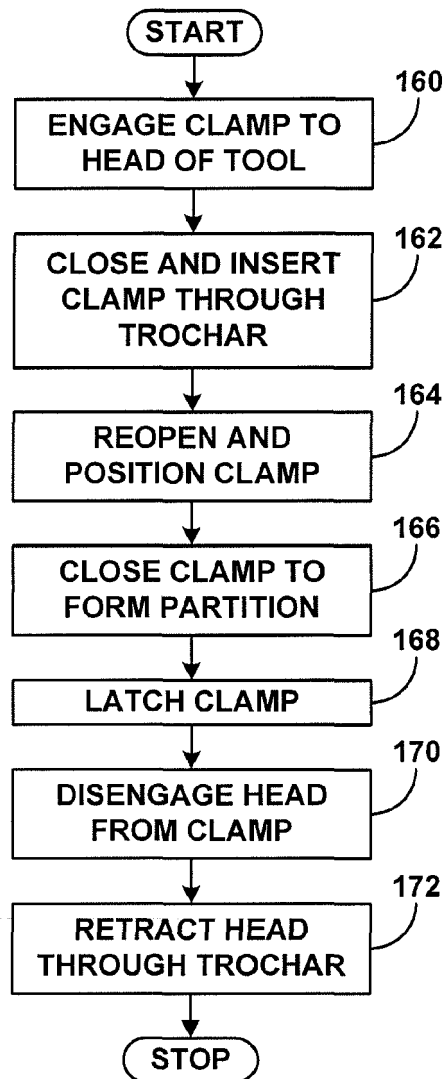 START
160
ENGAGE CLAMP TO
HEAD OF TOOL
162
CLOSE AND INSERT
CLAMP THROUGH
TROCHAR
164
REOPEN AND
POSITION CLAMP
166
CLOSE CLAMP TO
FORM PARTITION
168
LATCH CLAMP
170
DISENGAGE HEAD
FROM CLAMP
172
RETRACT HEAD
THROUGH TROCHAR
STOP